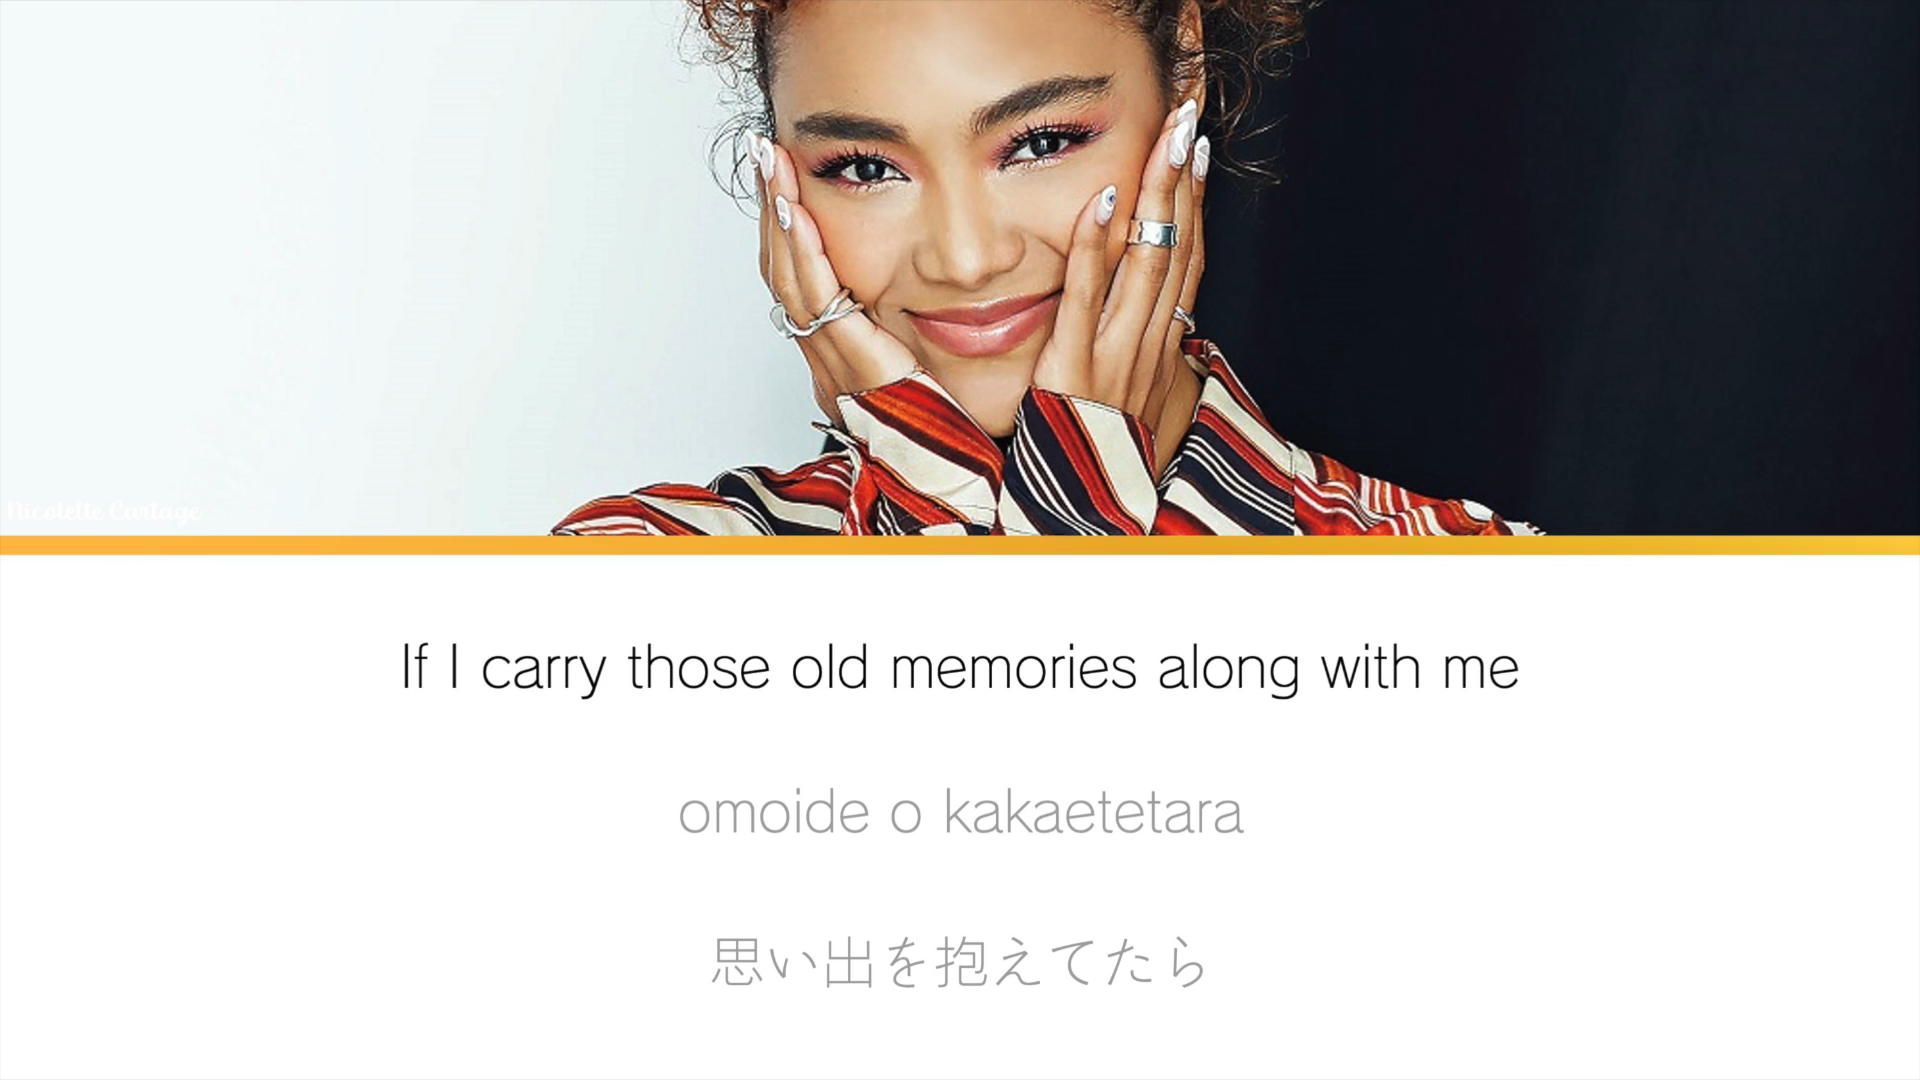 Nicolette Cartage
If I carry those old memories along with me
omoide o kakaetetara
思い出を抱えてたら